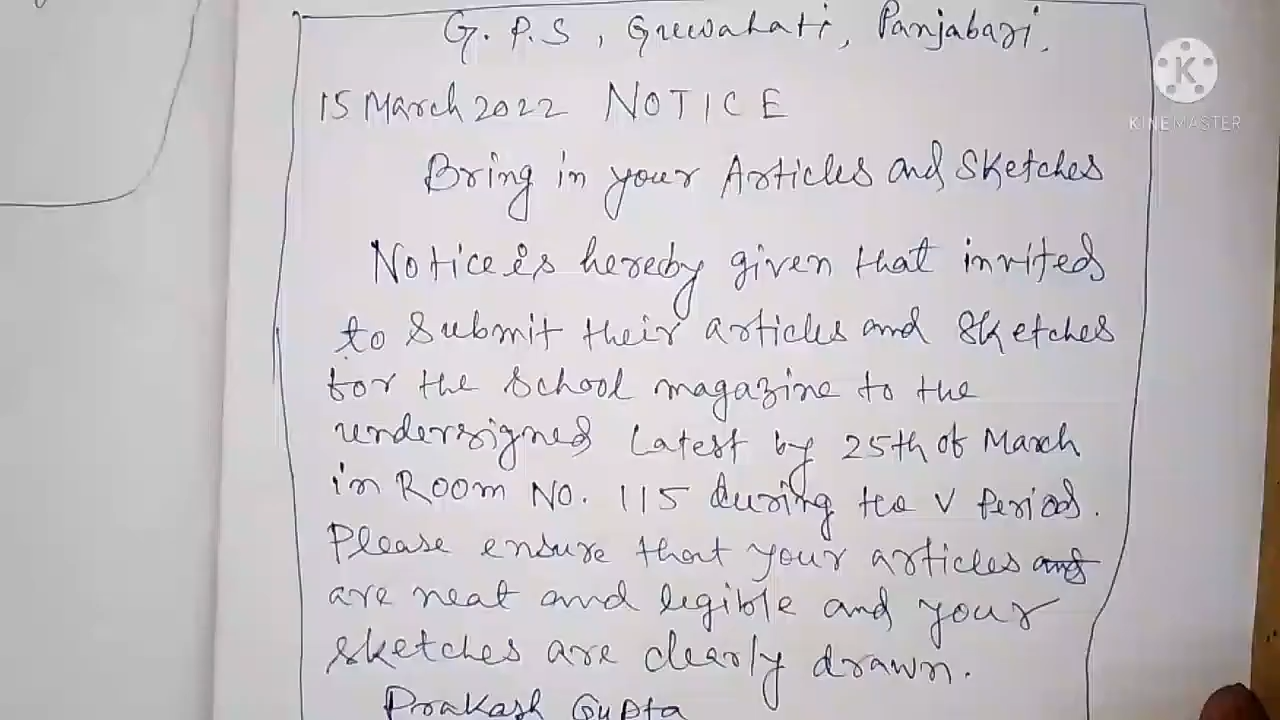 G. P. S, Guwahati, Panjabari.
15 March 2022 NOTICE
Bring in your Articles and Sketches
Notice is hereby given that invited
to submit their articles and sketches
for the school magazine to the
undersigned latest by 25th of March
in Room No. 115 during the V Period.
Please ensure that your articles and
are neat and legible and your
sketches are clearly drawn.
Prakash Gupta
K
KINEMASTER